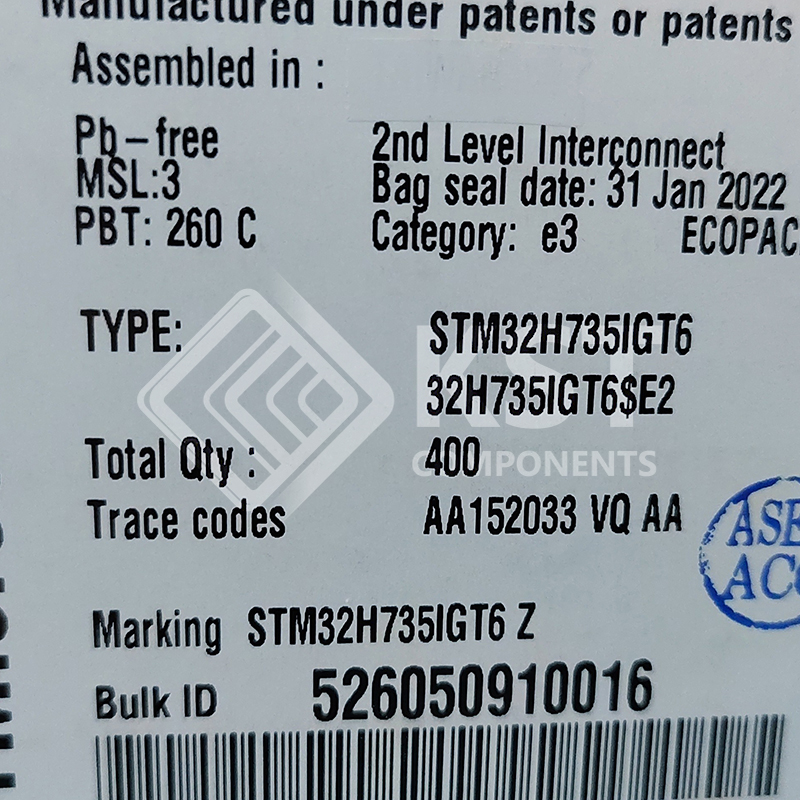 Manufactured under patents or patents
Assembled in :
Pb-free 2nd Level Interconnect
MSL:3 Bag seal date: 31 Jan 2022
PBT: 260 C Category: e3 ECOPAC
TYPE: STM32H735IGT6
32H735IGT6$E2
Total Qty : 400
Trace codes AA152033 VQ AA
Marking STM32H735IGT6 Z
Bulk ID 526050910016
KST
COMPONENTS
ASE
AC